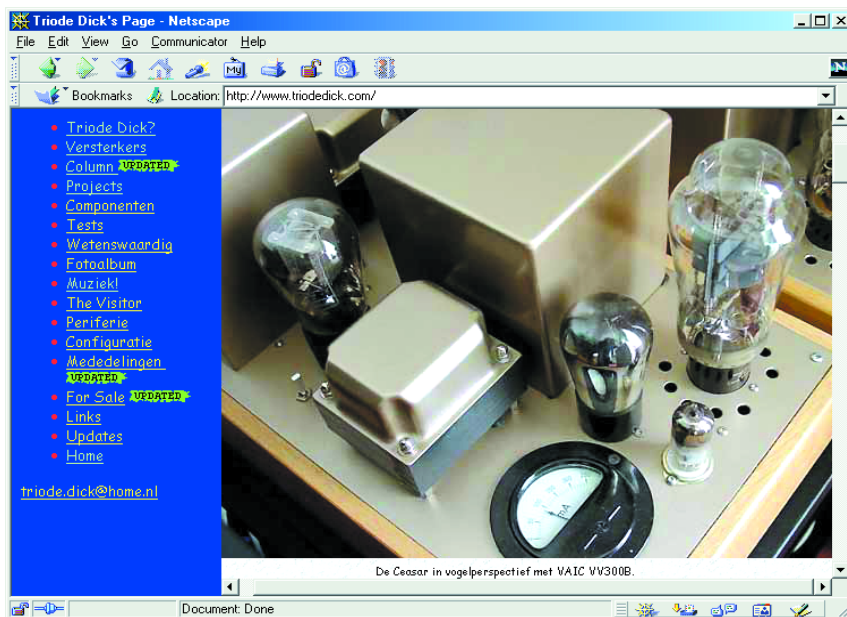 Triode Dick's Page - Netscape
File Edit View Go Communicator Help
My
N
Bookmarks Location: http://www.triodedick.com/
Triode Dick?
Versterkers
Column UPDATED
Projects
Componenten
Tests
Wetenswaardig
Fotoalbum
Muziek!
The Visitor
Periferie
Configuratie
Mededelingen
UPDATED
For Sale UPDATED
Links
Updates
Home
triode.dick@home.nl
mA
De Ceasar in vogelperspectief met VAIC VV300B.
Document: Done